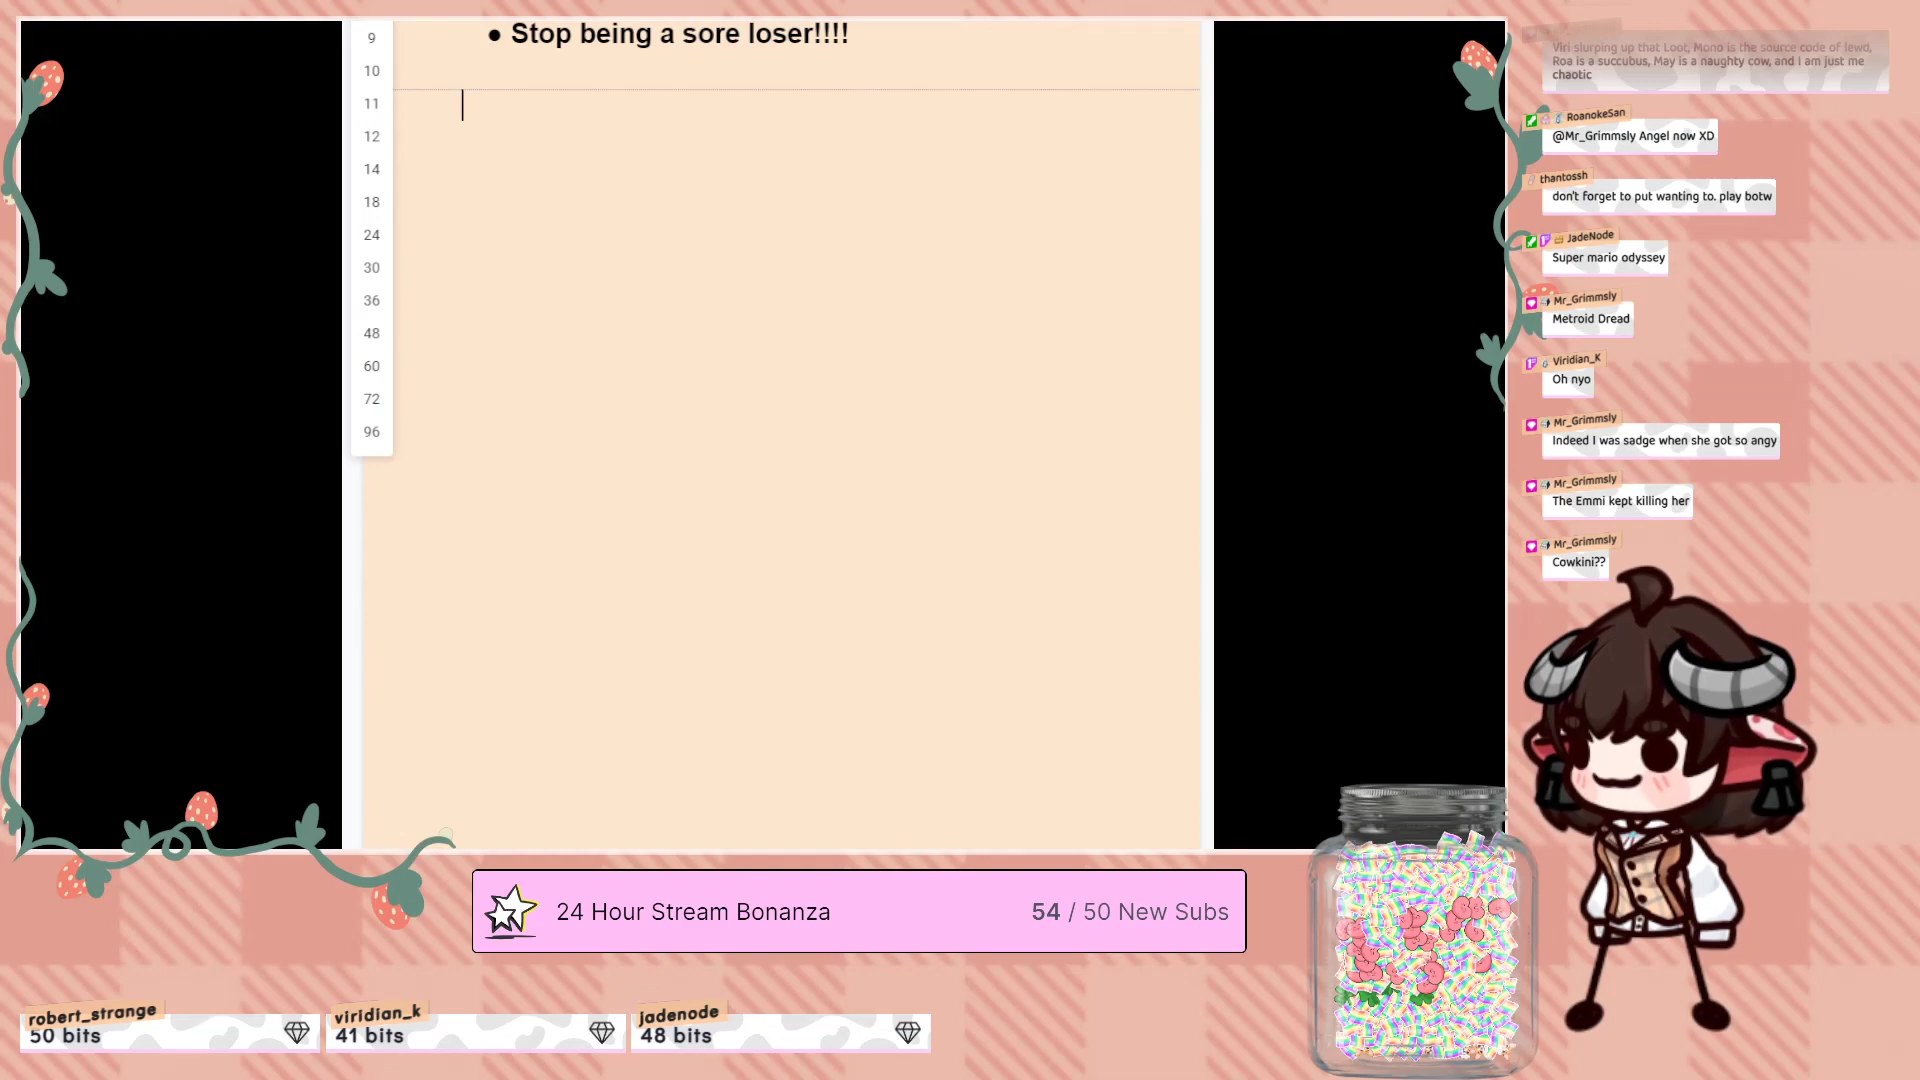 9
● Stop being a sore loser!!!!
10
11
12
14
18
24
30
36
48
60
72
96
Viri slurping up that Loot, Mono is the source code of lewd,
Roa is a succubus, May is a naughty cow, and I am just me
chaotic
RoanokeSan
@Mr_Grimmsly Angel now XD
thantossh
don't forget to put wanting to. play botw
JadeNode
Super mario odyssey
Mr_Grimmsly
Metroid Dread
Viridian_K
Oh nyo
Mr_Grimmsly
Indeed I was sadge when she got so angy
Mr_Grimmsly
The Emmi kept killing her
Mr_Grimmsly
Cowkini??
24 Hour Stream Bonanza
54 / 50 New Subs
robert_strange
50 bits
viridian_k
41 bits
jadenode
48 bits